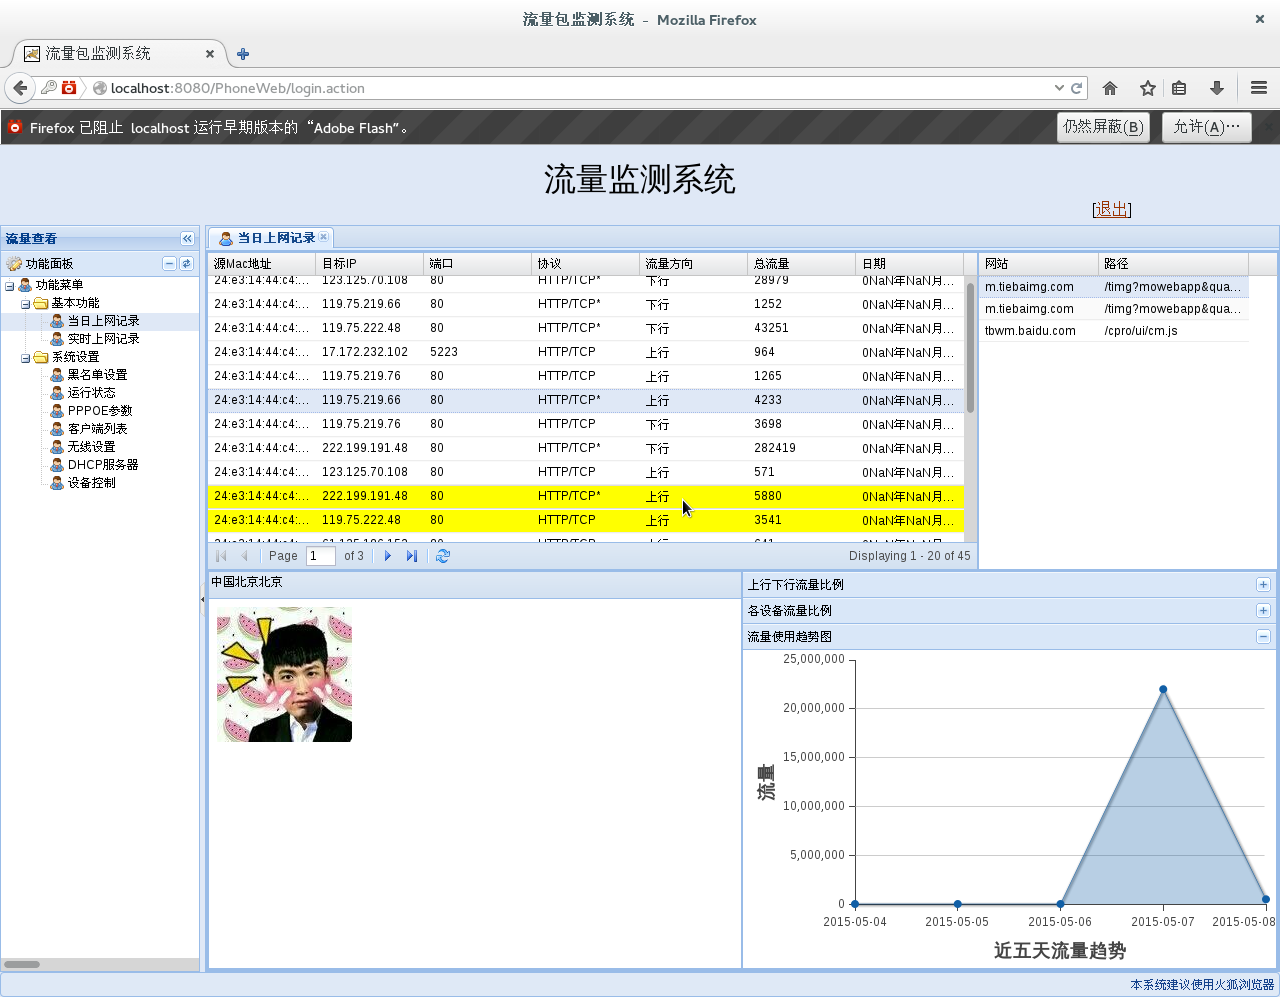 流量包监测系统 - Mozilla Firefox
流量包监测系统
localhost:8080/PhoneWeb/login.action
Firefox 已阻止 localhost 运行早期版本的“Adobe Flash”。
仍然屏蔽(B)
允许(A)…
流量监测系统
[退出]
流量查看
功能面板
功能菜单
基本功能
当日上网记录
实时上网记录
系统设置
黑名单设置
运行状态
PPPOE参数
客户端列表
无线设置
DHCP服务器
设备控制
当日上网记录
源Mac地址 目标IP 端口 协议 流量方向 总流量 日期
24:e3:14:44:c4:... 123.125.70.108 80 HTTP/TCP* 下行 28979 0NaN年NaN月...
24:e3:14:44:c4:... 119.75.219.66 80 HTTP/TCP* 下行 1252 0NaN年NaN月...
24:e3:14:44:c4:... 119.75.222.48 80 HTTP/TCP* 下行 43251 0NaN年NaN月...
24:e3:14:44:c4:... 17.172.232.102 5223 HTTP/TCP 上行 964 0NaN年NaN月...
24:e3:14:44:c4:... 119.75.219.76 80 HTTP/TCP 上行 1265 0NaN年NaN月...
24:e3:14:44:c4:... 119.75.219.66 80 HTTP/TCP* 上行 4233 0NaN年NaN月...
24:e3:14:44:c4:... 119.75.219.76 80 HTTP/TCP 下行 3698 0NaN年NaN月...
24:e3:14:44:c4:... 222.199.191.48 80 HTTP/TCP* 下行 282419 0NaN年NaN月...
24:e3:14:44:c4:... 123.125.70.108 80 HTTP/TCP 上行 571 0NaN年NaN月...
24:e3:14:44:c4:... 222.199.191.48 80 HTTP/TCP* 上行 5880 0NaN年NaN月...
24:e3:14:44:c4:... 119.75.222.48 80 HTTP/TCP 上行 3541 0NaN年NaN月...
Page 1 of 3
Displaying 1 - 20 of 45
网站 路径
m.tiebaimg.com /timg?mowebapp&qua...
m.tiebaimg.com /timg?mowebapp&qua...
tbwm.baidu.com /cpro/ui/cm.js
中国北京北京
上行下行流量比例
各设备流量比例
流量使用趋势图
25,000,000
20,000,000
15,000,000
10,000,000
5,000,000
0
流量
2015-05-04 2015-05-05 2015-05-06 2015-05-07 2015-05-08
近五天流量趋势
本系统建议使用火狐浏览器